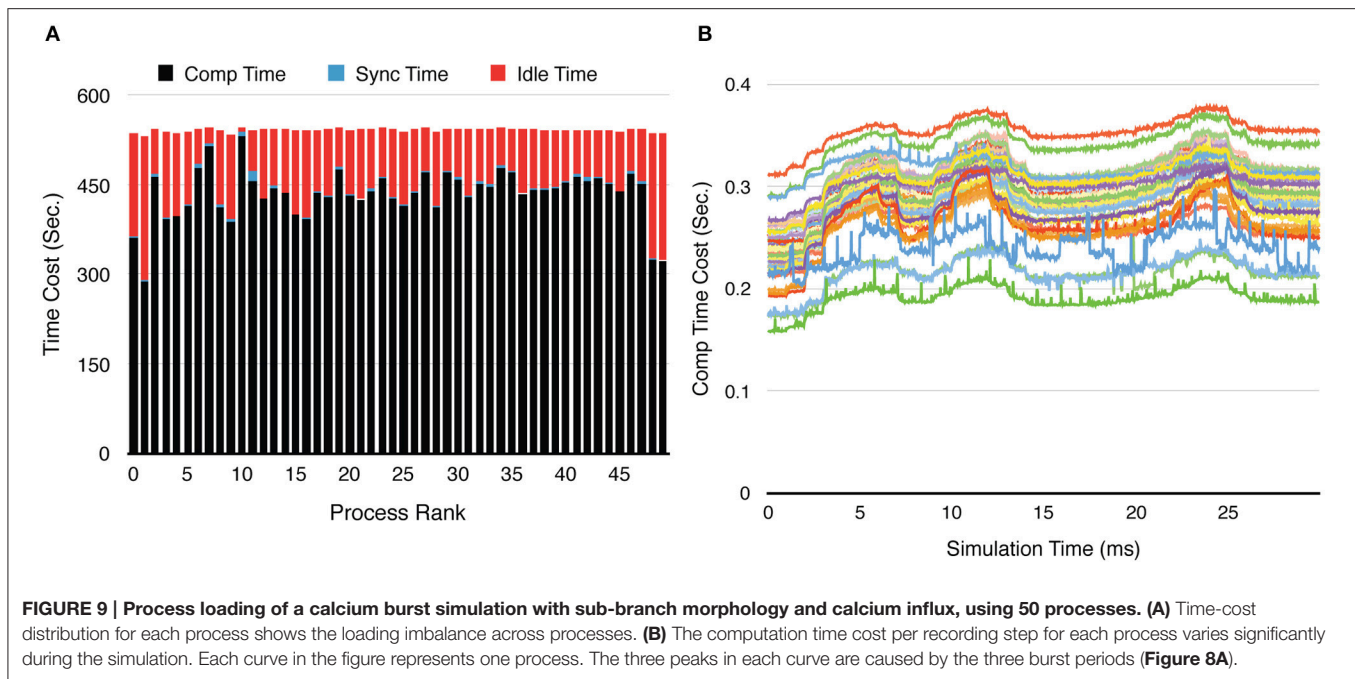 A
Comp Time Sync Time Idle Time
600
450
300
150
0
Time Cost (Sec.)
0 5 10 15 20 25 30 35 40 45
Process Rank
B
0.4
0.3
0.2
0.1
0
Comp Time Cost (Sec.)
0 5 10 15 20 25
Simulation Time (ms)
FIGURE 9 | Process loading of a calcium burst simulation with sub-branch morphology and calcium influx, using 50 processes. (A) Time-cost
distribution for each process shows the loading imbalance across processes. (B) The computation time cost per recording step for each process varies significantly
during the simulation. Each curve in the figure represents one process. The three peaks in each curve are caused by the three burst periods (Figure 8A).